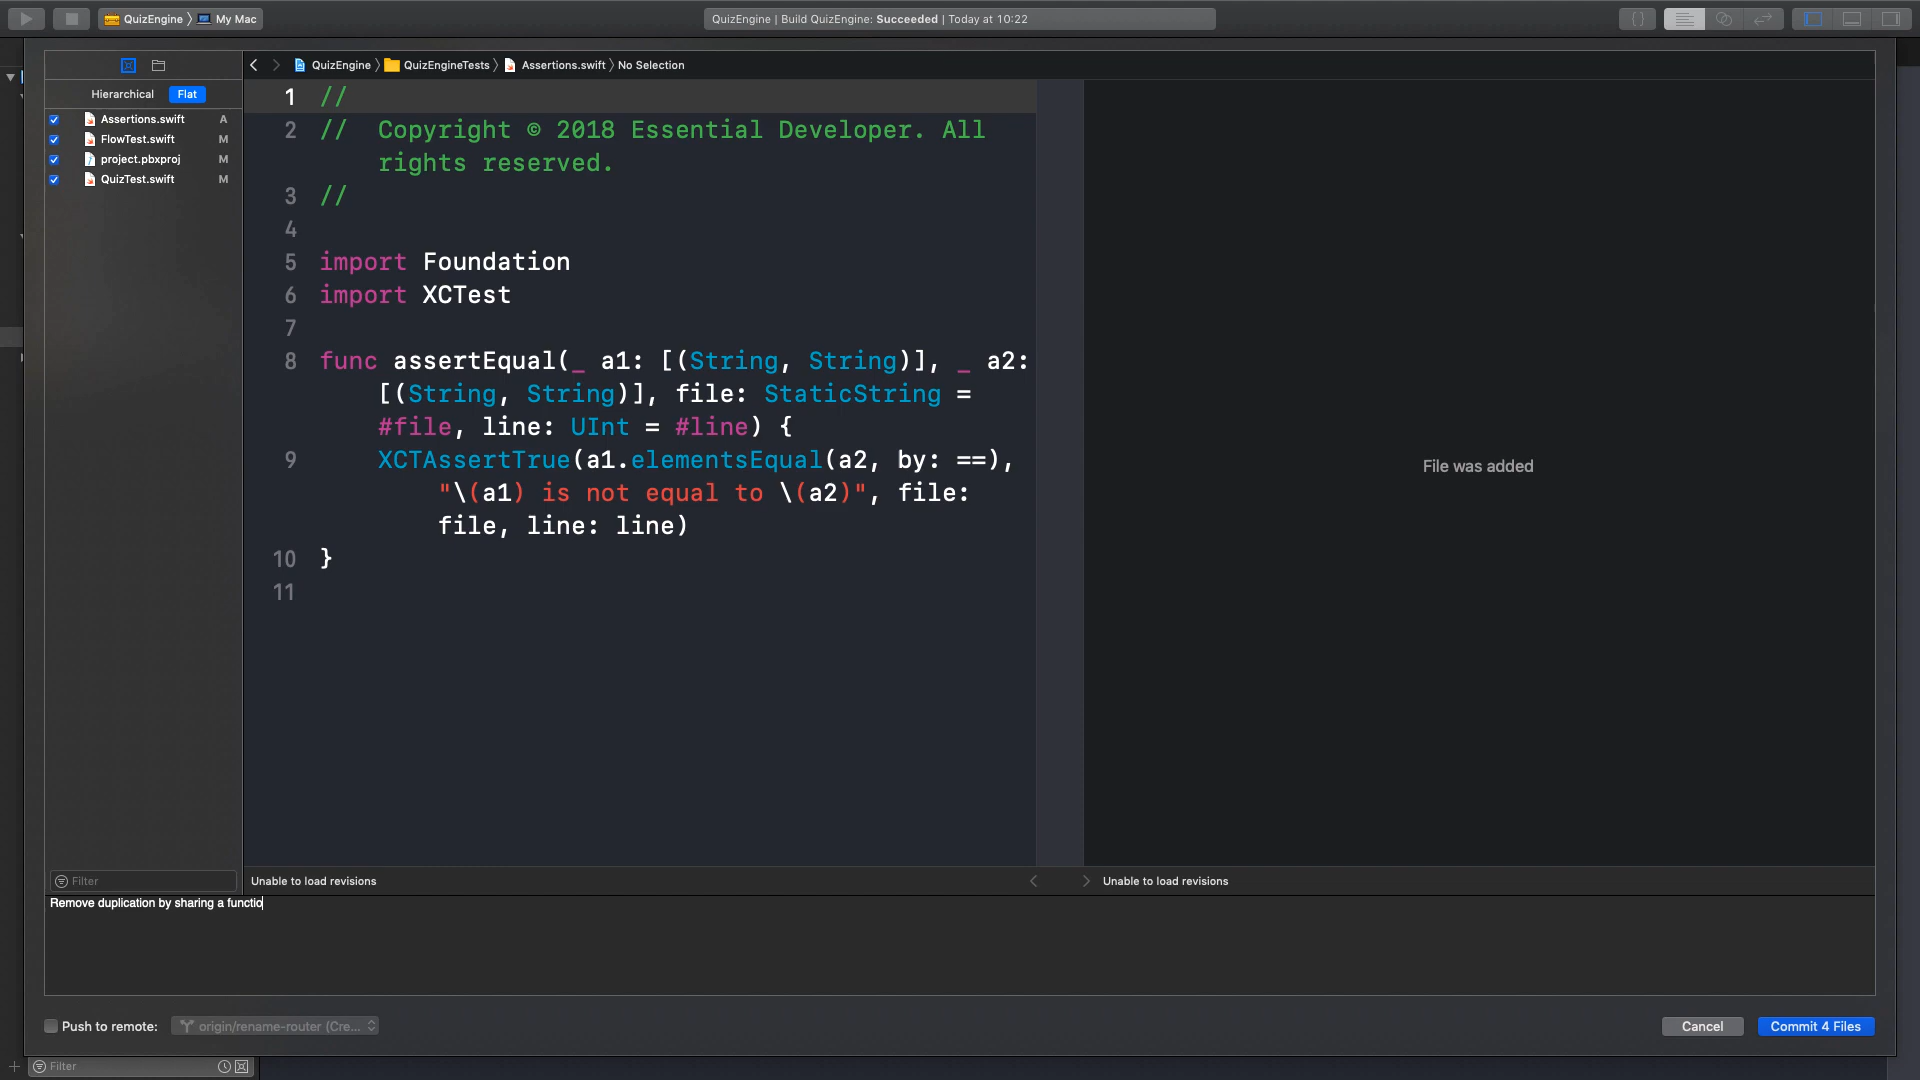 QuizEngine 〉 My Mac
QuizEngine | Build QuizEngine: Succeeded | Today at 10:22
{ }
QuizEngine 〉 QuizEngineTests 〉 Assertions.swift 〉 No Selection
Hierarchical Flat
Assertions.swift A
FlowTest.swift M
project.pbxproj M
QuizTest.swift M
1 //
2 // Copyright © 2018 Essential Developer. All
rights reserved.
3 //
4
5 import Foundation
6 import XCTest
7
8 func assertEqual(_ a1: [(String, String)], _ a2:
[(String, String)], file: StaticString =
#file, line: UInt = #line) {
9 XCTAssertTrue(a1.elementsEqual(a2, by: ==),
"\(a1) is not equal to \(a2)", file:
file, line: line)
10 }
11
File was added
Filter
Unable to load revisions
Unable to load revisions
Remove duplication by sharing a functio
Push to remote: origin/rename-router (Cre...
Cancel
Commit 4 Files
Filter